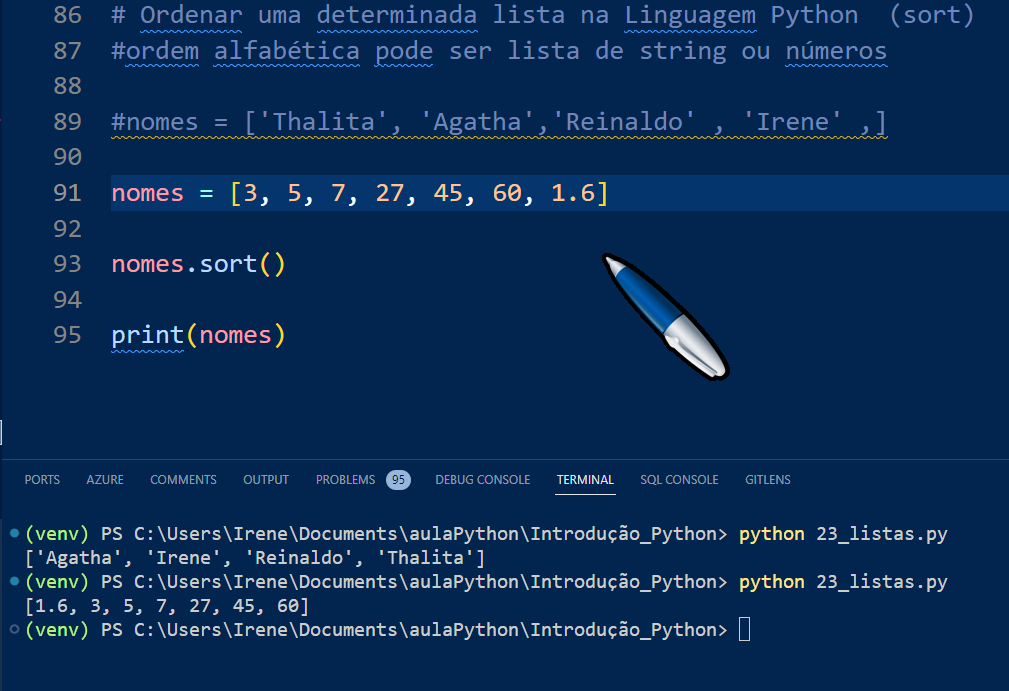 86 # Ordenar uma determinada lista na Linguagem Python  (sort)
87 #ordem alfabética pode ser lista de string ou números
88
89 #nomes = ['Thalita', 'Agatha','Reinaldo' , 'Irene' ,]
90
91 nomes = [3, 5, 7, 27, 45, 60, 1.6]
92
93 nomes.sort()
94
95 print(nomes)
PORTS AZURE COMMENTS OUTPUT PROBLEMS 95 DEBUG CONSOLE TERMINAL SQL CONSOLE GITLENS
(venv) PS C:\Users\Irene\Documents\aulaPython\Introdução_Python> python 23_listas.py
['Agatha', 'Irene', 'Reinaldo', 'Thalita']
(venv) PS C:\Users\Irene\Documents\aulaPython\Introdução_Python> python 23_listas.py
[1.6, 3, 5, 7, 27, 45, 60]
(venv) PS C:\Users\Irene\Documents\aulaPython\Introdução_Python>